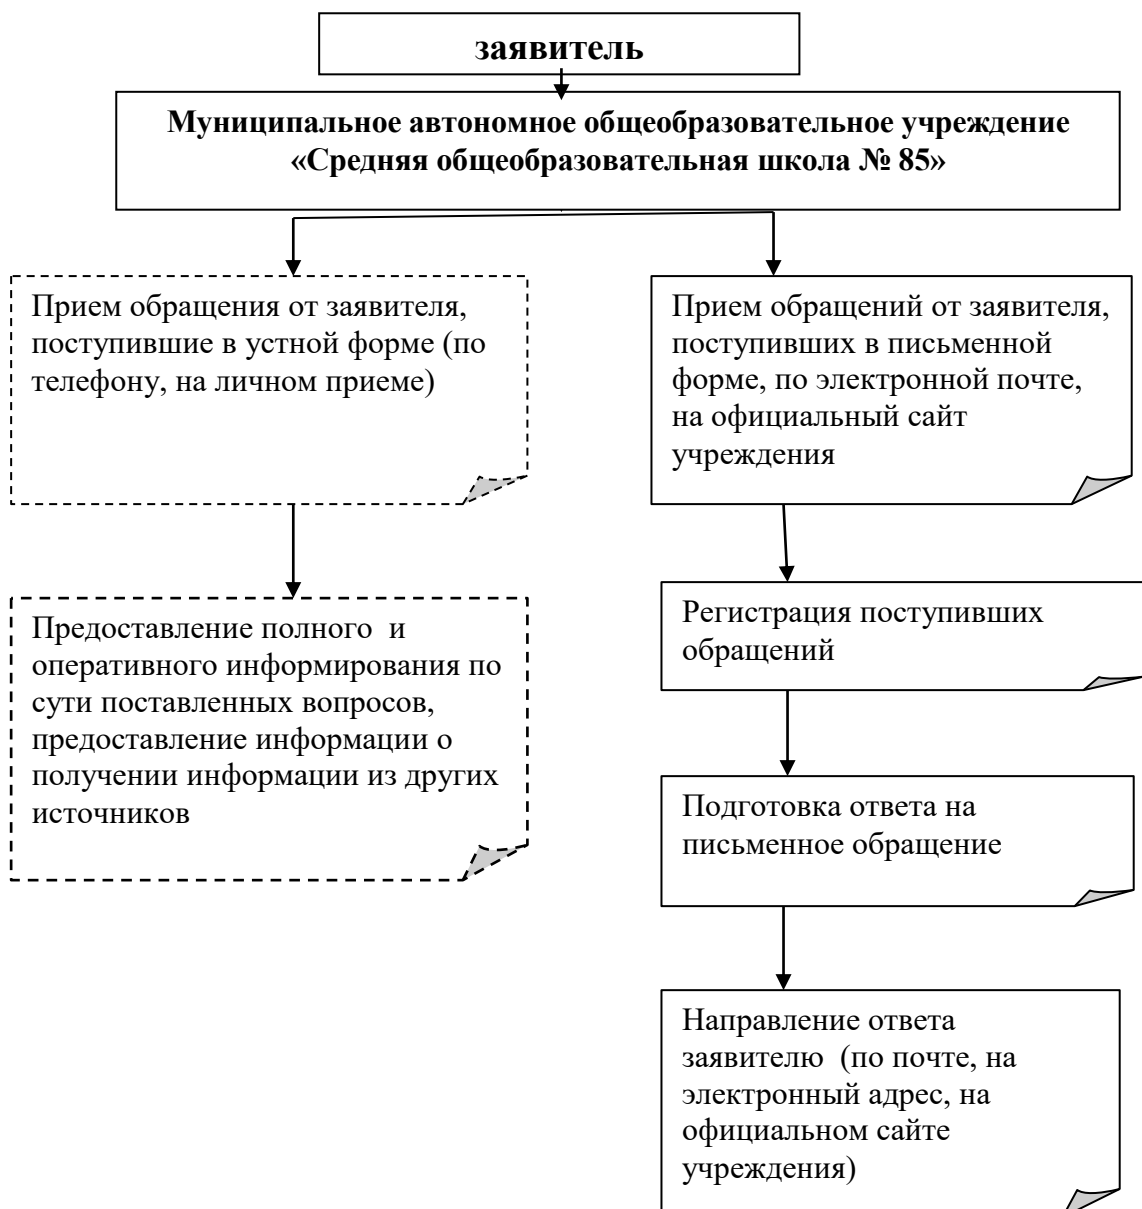 заявитель
Муниципальное автономное общеобразовательное учреждение
«Средняя общеобразовательная школа № 85»
Прием обращения от заявителя,
поступившие в устной форме (по
телефону, на личном приеме)
Прием обращений от заявителя,
поступивших в письменной
форме, по электронной почте,
на официальный сайт
учреждения
Предоставление полного  и
оперативного информирования по
сути поставленных вопросов,
предоставление информации о
получении информации из других
источников
Регистрация поступивших
обращений
Подготовка ответа на
письменное обращение
Направление ответа
заявителю  (по почте, на
электронный адрес, на
официальном сайте
учреждения)